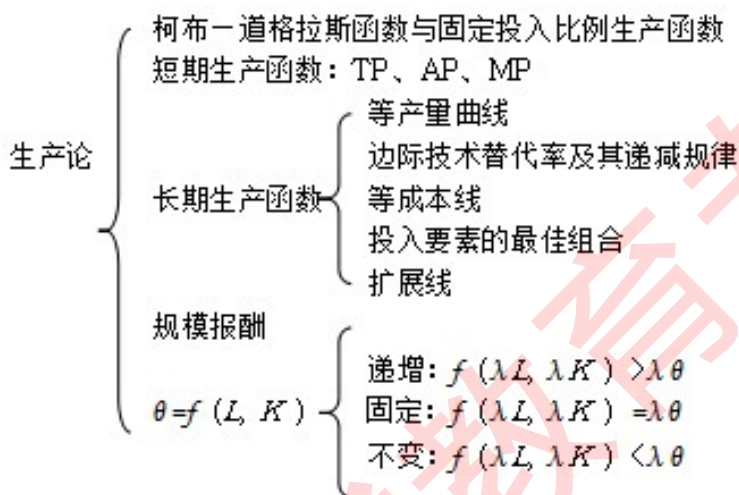 柯布－道格拉斯函数与固定投入比例生产函数
短期生产函数：TP、AP、MP
生产论
长期生产函数
等产量曲线
边际技术替代率及其递减规律
等成本线
投入要素的最佳组合
扩展线
规模报酬
θ=f (L, K)
递增: f (λL, λK) >λθ
固定: f (λL, λK) =λθ
不变: f (λL, λK) <λθ
教育